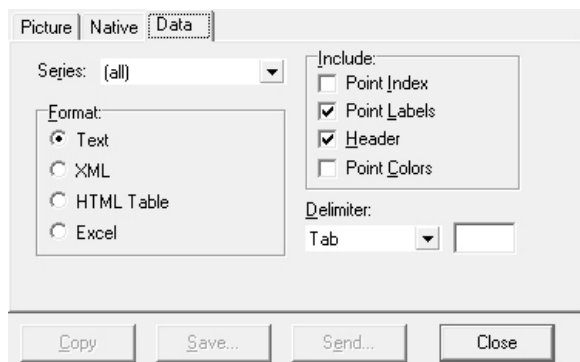 Picture Native Data
Series: (all)
Format:
Text
XML
HTML Table
Excel
Include:
Point Index
Point Labels
Header
Point Colors
Delimiter:
Tab
Copy Save... Send... Close